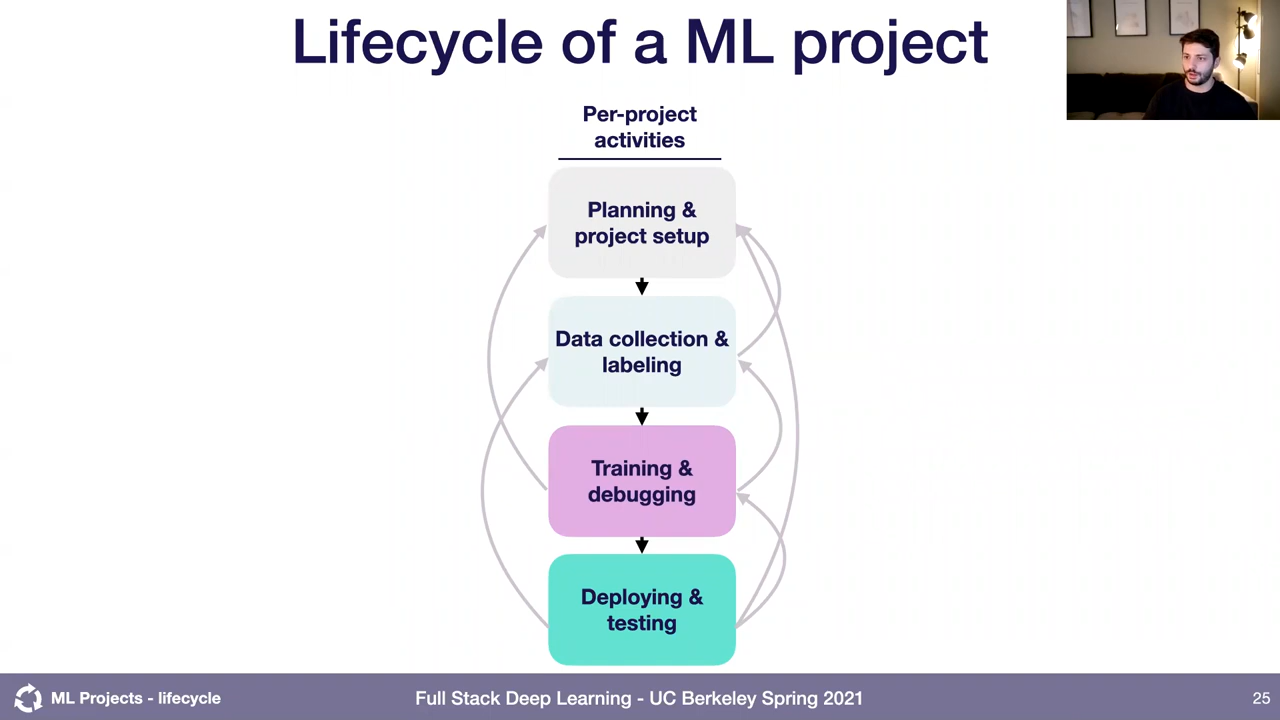 Lifecycle of a ML project
Per-project
activities
Planning &
project setup
Data collection &
labeling
Training &
debugging
Deploying &
testing
ML Projects - lifecycle
Full Stack Deep Learning - UC Berkeley Spring 2021
25